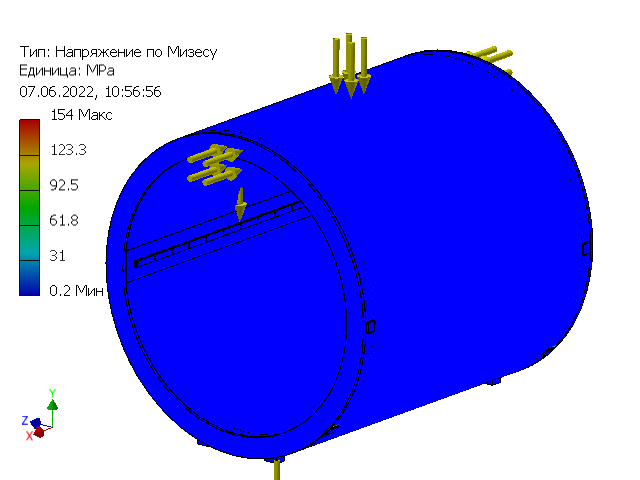 Тип: Напряжение по Мизесу
Единица: MPa
07.06.2022, 10:56:56
154 Макс
123.3
92.5
61.8
31
0.2 Мин
Y
Z
X